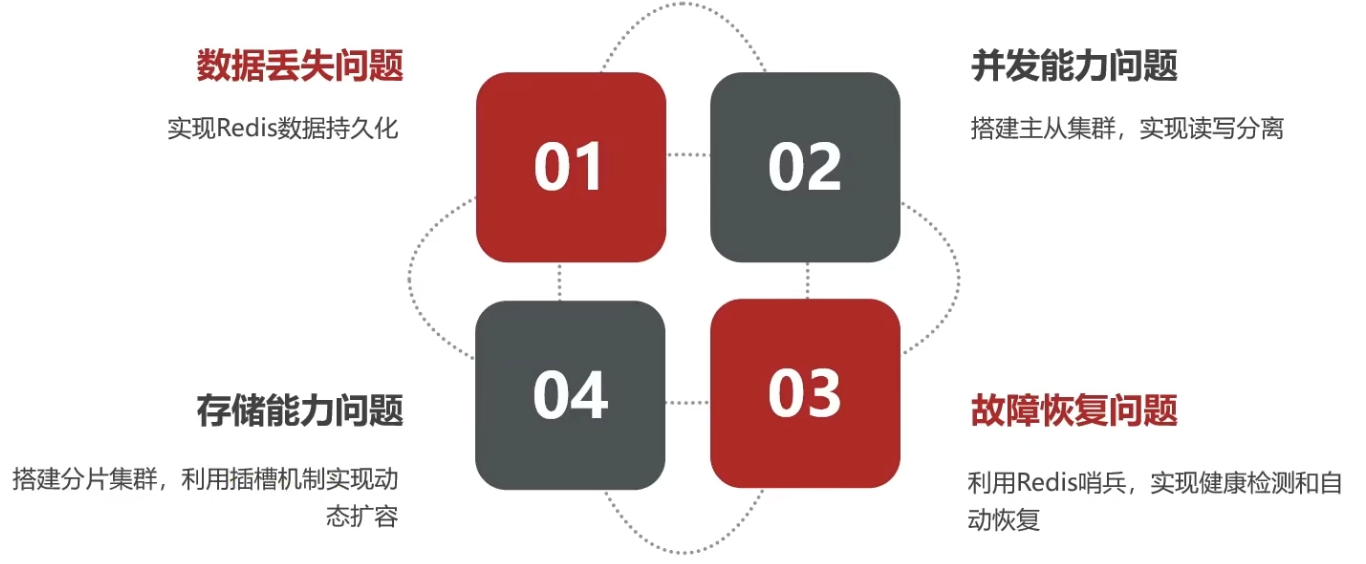 数据丢失问题
实现Redis数据持久化
01
02
并发能力问题
搭建主从集群，实现读写分离
存储能力问题
搭建分片集群，利用插槽机制实现动
态扩容
04
03
故障恢复问题
利用Redis哨兵，实现健康检测和自
动恢复